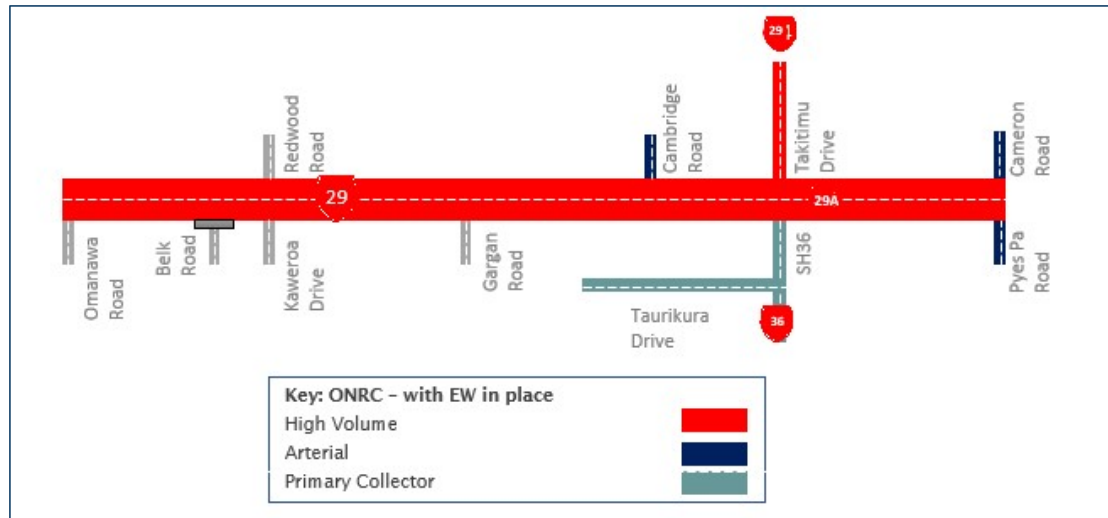 29
Redwood
Road
Cambridge
Road
Takitimu
Drive
Cameron
Road
29
29A
Omanawa
Road
Belk
Road
Kaweroa
Drive
Gargan
Road
SH36
Pyes Pa
Road
Taurikura
Drive
36
Key: ONRC – with EW in place
High Volume
Arterial
Primary Collector